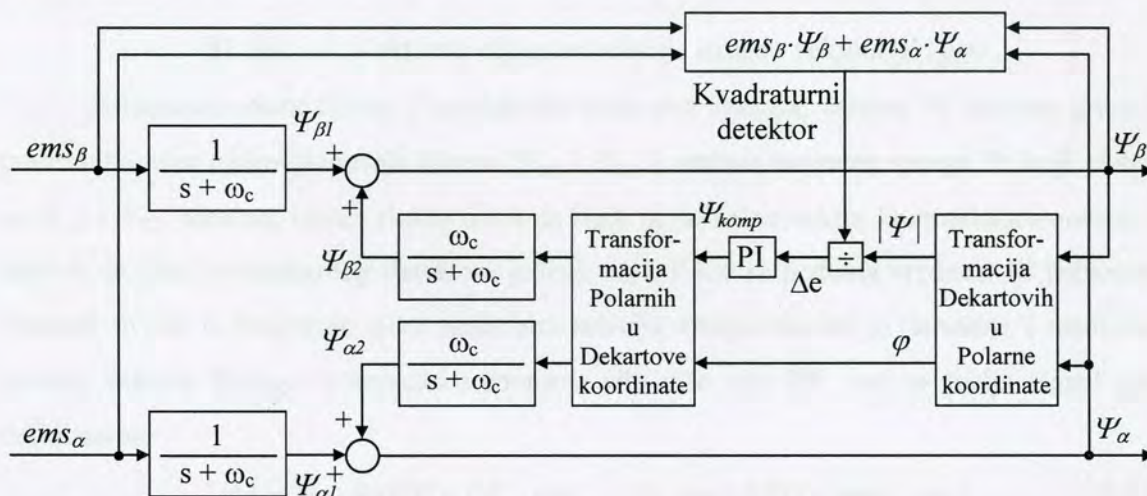 ems_β·Ψ_β + ems_α·Ψ_α
Kvadraturni
detektor
ems_β
1
s + ω_c
Ψ_β1
+
+
Ψ_β
Ψ_β2
ω_c
s + ω_c
Transfor-
macija
Polarnih
u
Dekartove
koordinate
Ψ_komp
PI
Δe
÷
|Ψ|
φ
Transfor-
macija
Dekartovih
u
Polarne
koordinate
Ψ_α2
ω_c
s + ω_c
ems_α
1
s + ω_c
Ψ_α1
+
+
Ψ_α